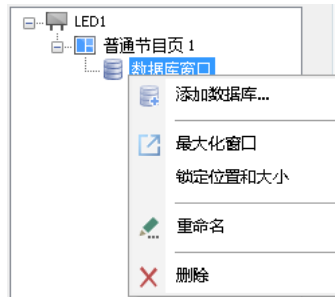 LED1
普通节目页 1
数据库窗口
添加数据库...
最大化窗口
锁定位置和大小
重命名
删除